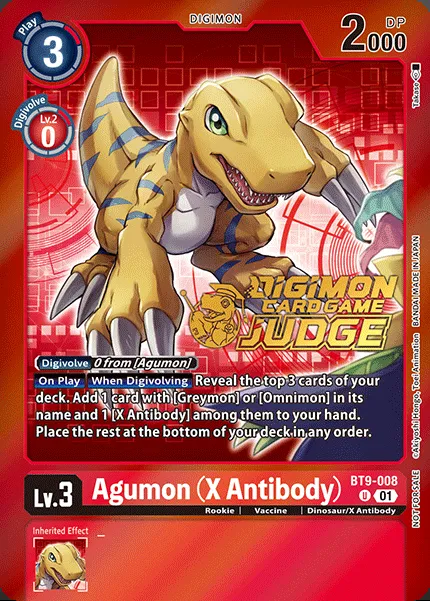 DIGIMON
Play
3
DP
2000
Digivolve
Lv.2
0
Takase
DIGIMON
CARD GAME
JUDGE
Digivolve 0 from [Agumon]
On Play When Digivolving Reveal the top 3 cards of your
deck. Add 1 card with [Greymon] or [Omnimon] in its
name and 1 [X Antibody] among them to your hand.
Place the rest at the bottom of your deck in any order.
©Akiyoshi Hongo, Toei Animation BANDAI MADE IN JAPAN
NOT FOR SALE
Lv.3
Agumon (X Antibody)
BT9-008
U 01
Rookie | Vaccine | Dinosaur/X Antibody
Inherited Effect
—